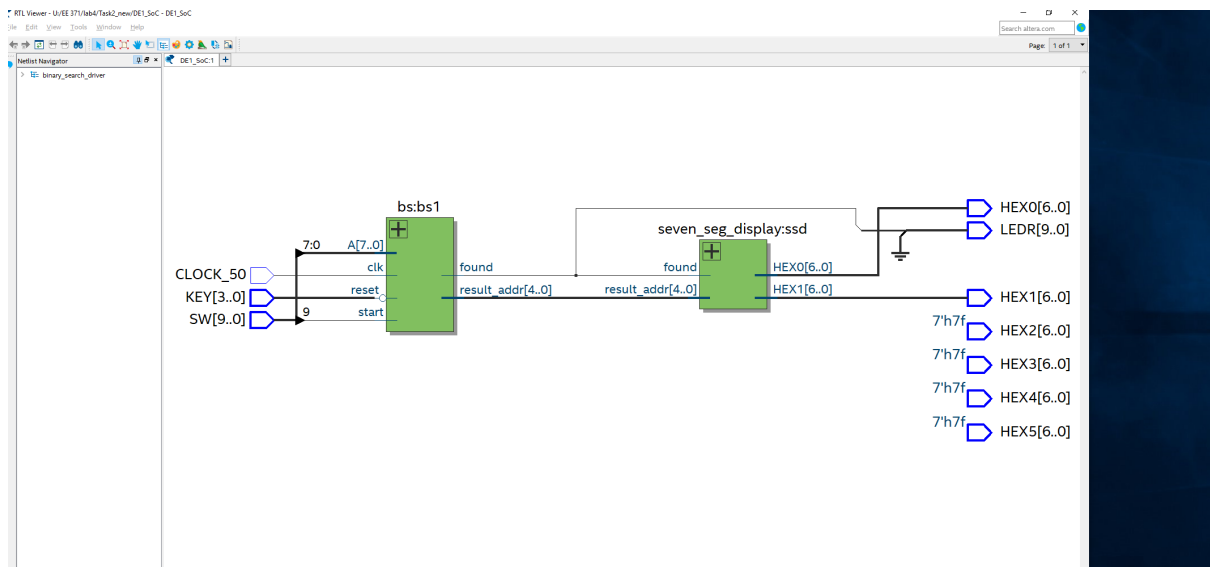 RTL Viewer - U:/EE 371/lab4/Task2_new/DE1_SoC - DE1_SoC
File Edit View Tools Window Help
Search altera.com
Page: 1 of 1
Netlist Navigator
DE1_SoC:1
binary_search_driver
bs:bs1
HEX0[6..0]
seven_seg_display:ssd
LEDR[9..0]
7:0
A[7..0]
CLOCK_50
clk
found
found
HEX0[6..0]
KEY[3..0]
reset
result_addr[4..0]
result_addr[4..0]
HEX1[6..0]
HEX1[6..0]
SW[9..0]
9
start
7'h7f
HEX2[6..0]
7'h7f
HEX3[6..0]
7'h7f
HEX4[6..0]
7'h7f
HEX5[6..0]